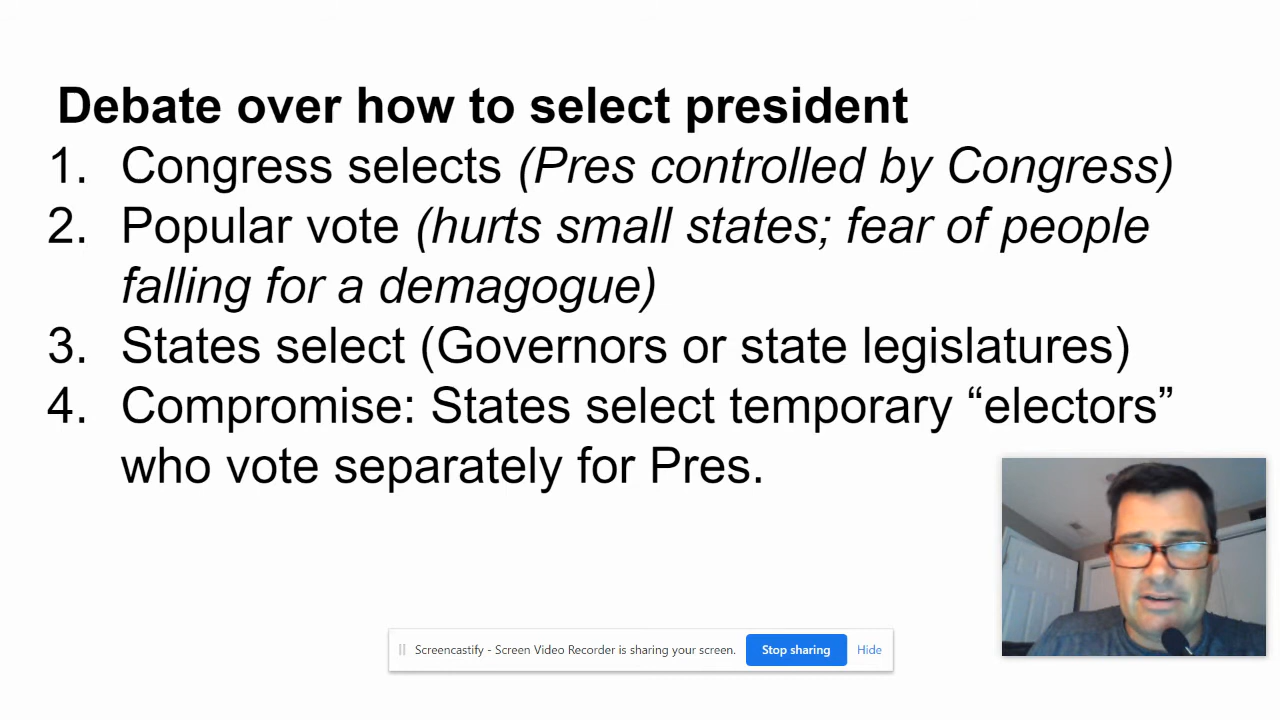 Debate over how to select president
1. Congress selects (Pres controlled by Congress)
2. Popular vote (hurts small states; fear of people
falling for a demagogue)
3. States select (Governors or state legislatures)
4. Compromise: States select temporary “electors”
who vote separately for Pres.
Screencastify - Screen Video Recorder is sharing your screen. Stop sharing Hide